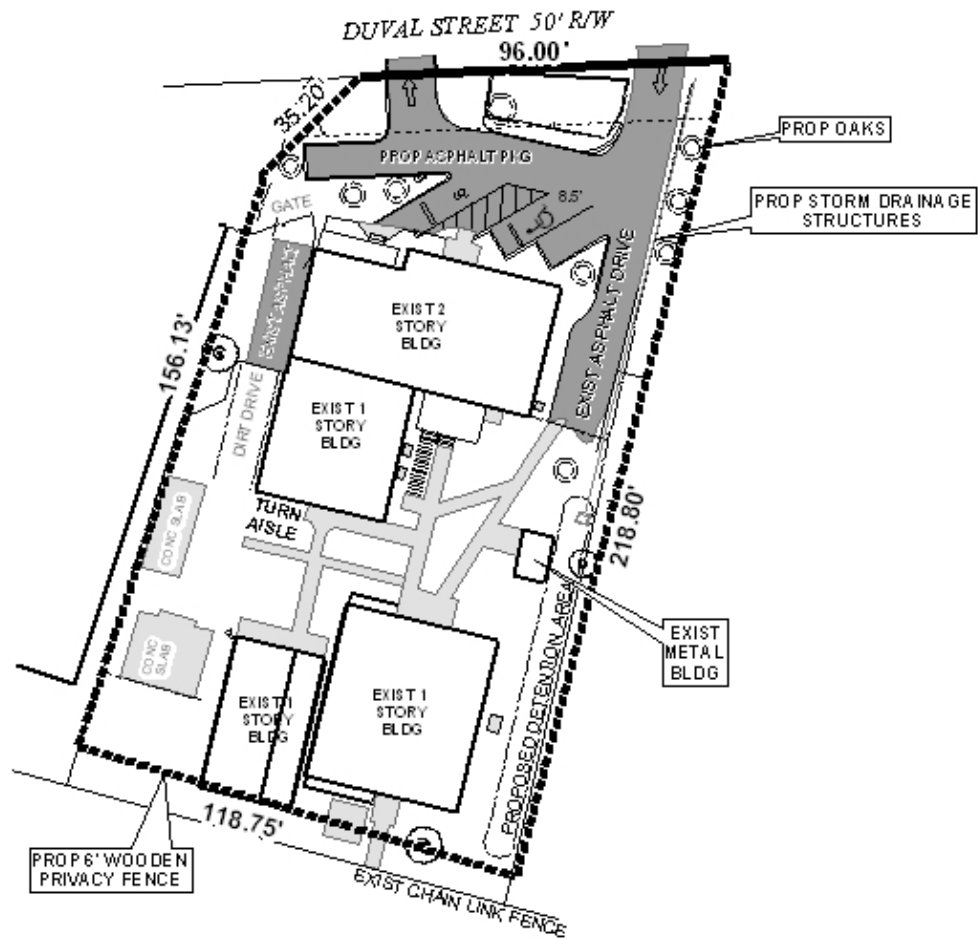 DUVAL STREET 50' R/W
96.00'
35.20'
PROP OAKS
PROP ASPHALT PKG
8.5'
PROP STORM DRAINAGE
STRUCTURES
GATE
EXIST ASPHALT
EXIST 2
STORY
BLDG
EXIST ASPHALT DRIVE
156.13'
DIRT DRIVE
EXIST 1
STORY
BLDG
TURN
AISLE
CONC SLAB
218.80'
EXIST
METAL
BLDG
CONC
SLAB
EXIST 1
STORY
BLDG
EXIST 1
STORY
BLDG
PROPOSED DETENTION AREA
118.75'
PROP 6' WOODEN
PRIVACY FENCE
EXIST CHAIN LINK FENCE